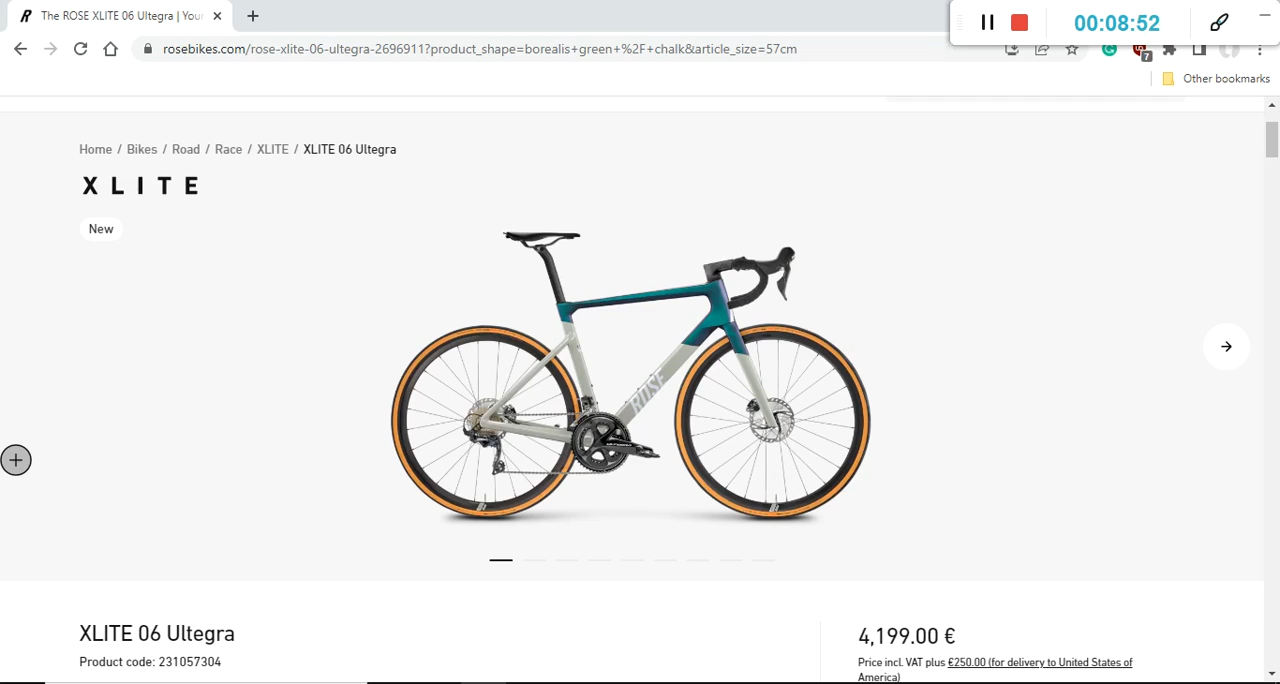 The ROSE XLITE 06 Ultegra | Your
00:08:52
rosebikes.com/rose-xlite-06-ultegra-2696911?product_shape=borealis+green+%2F+chalk&article_size=57cm
7
Other bookmarks
Home / Bikes / Road / Race / XLITE / XLITE 06 Ultegra
XLITE
New
ROSE
XLITE 06 Ultegra
4,199.00 €
Product code: 231057304
Price incl. VAT plus €250.00 (for delivery to United States of
America)